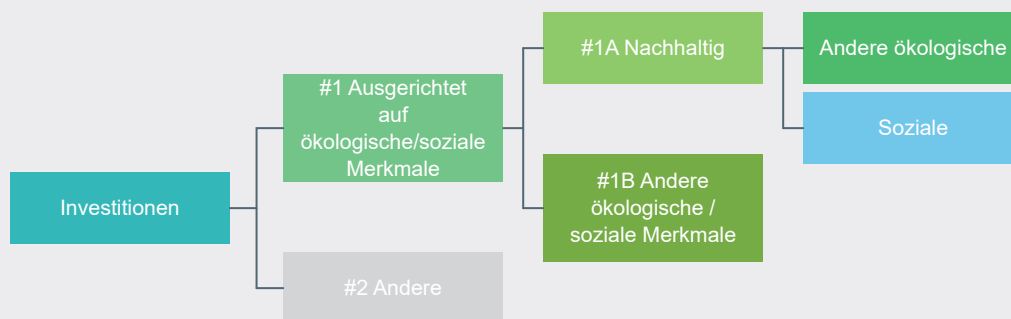 Investitionen
#1 Ausgerichtet
auf
ökologische/soziale
Merkmale
#2 Andere
#1A Nachhaltig
#1B Andere
ökologische /
soziale Merkmale
Andere ökologische
Soziale